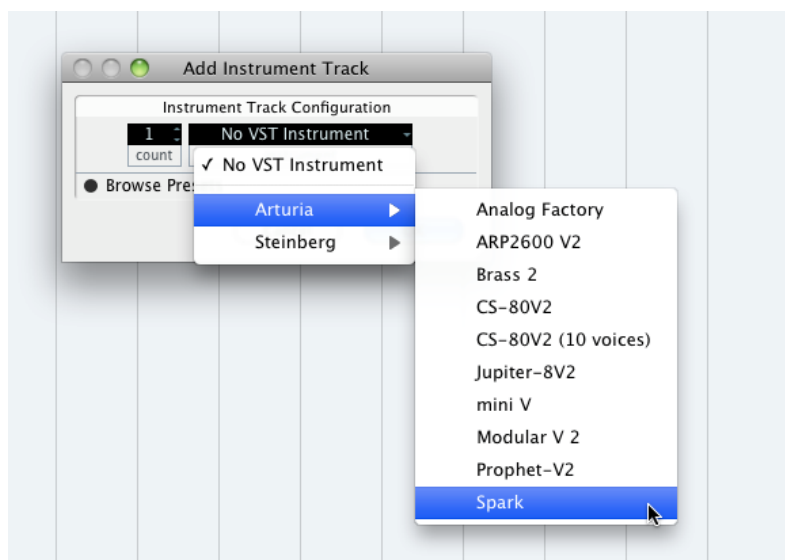 Add Instrument Track
Instrument Track Configuration
1 No VST Instrument
count
✓ No VST Instrument
Browse Pres
Arturia
Steinberg
Analog Factory
ARP2600 V2
Brass 2
CS-80V2
CS-80V2 (10 voices)
Jupiter-8V2
mini V
Modular V 2
Prophet-V2
Spark